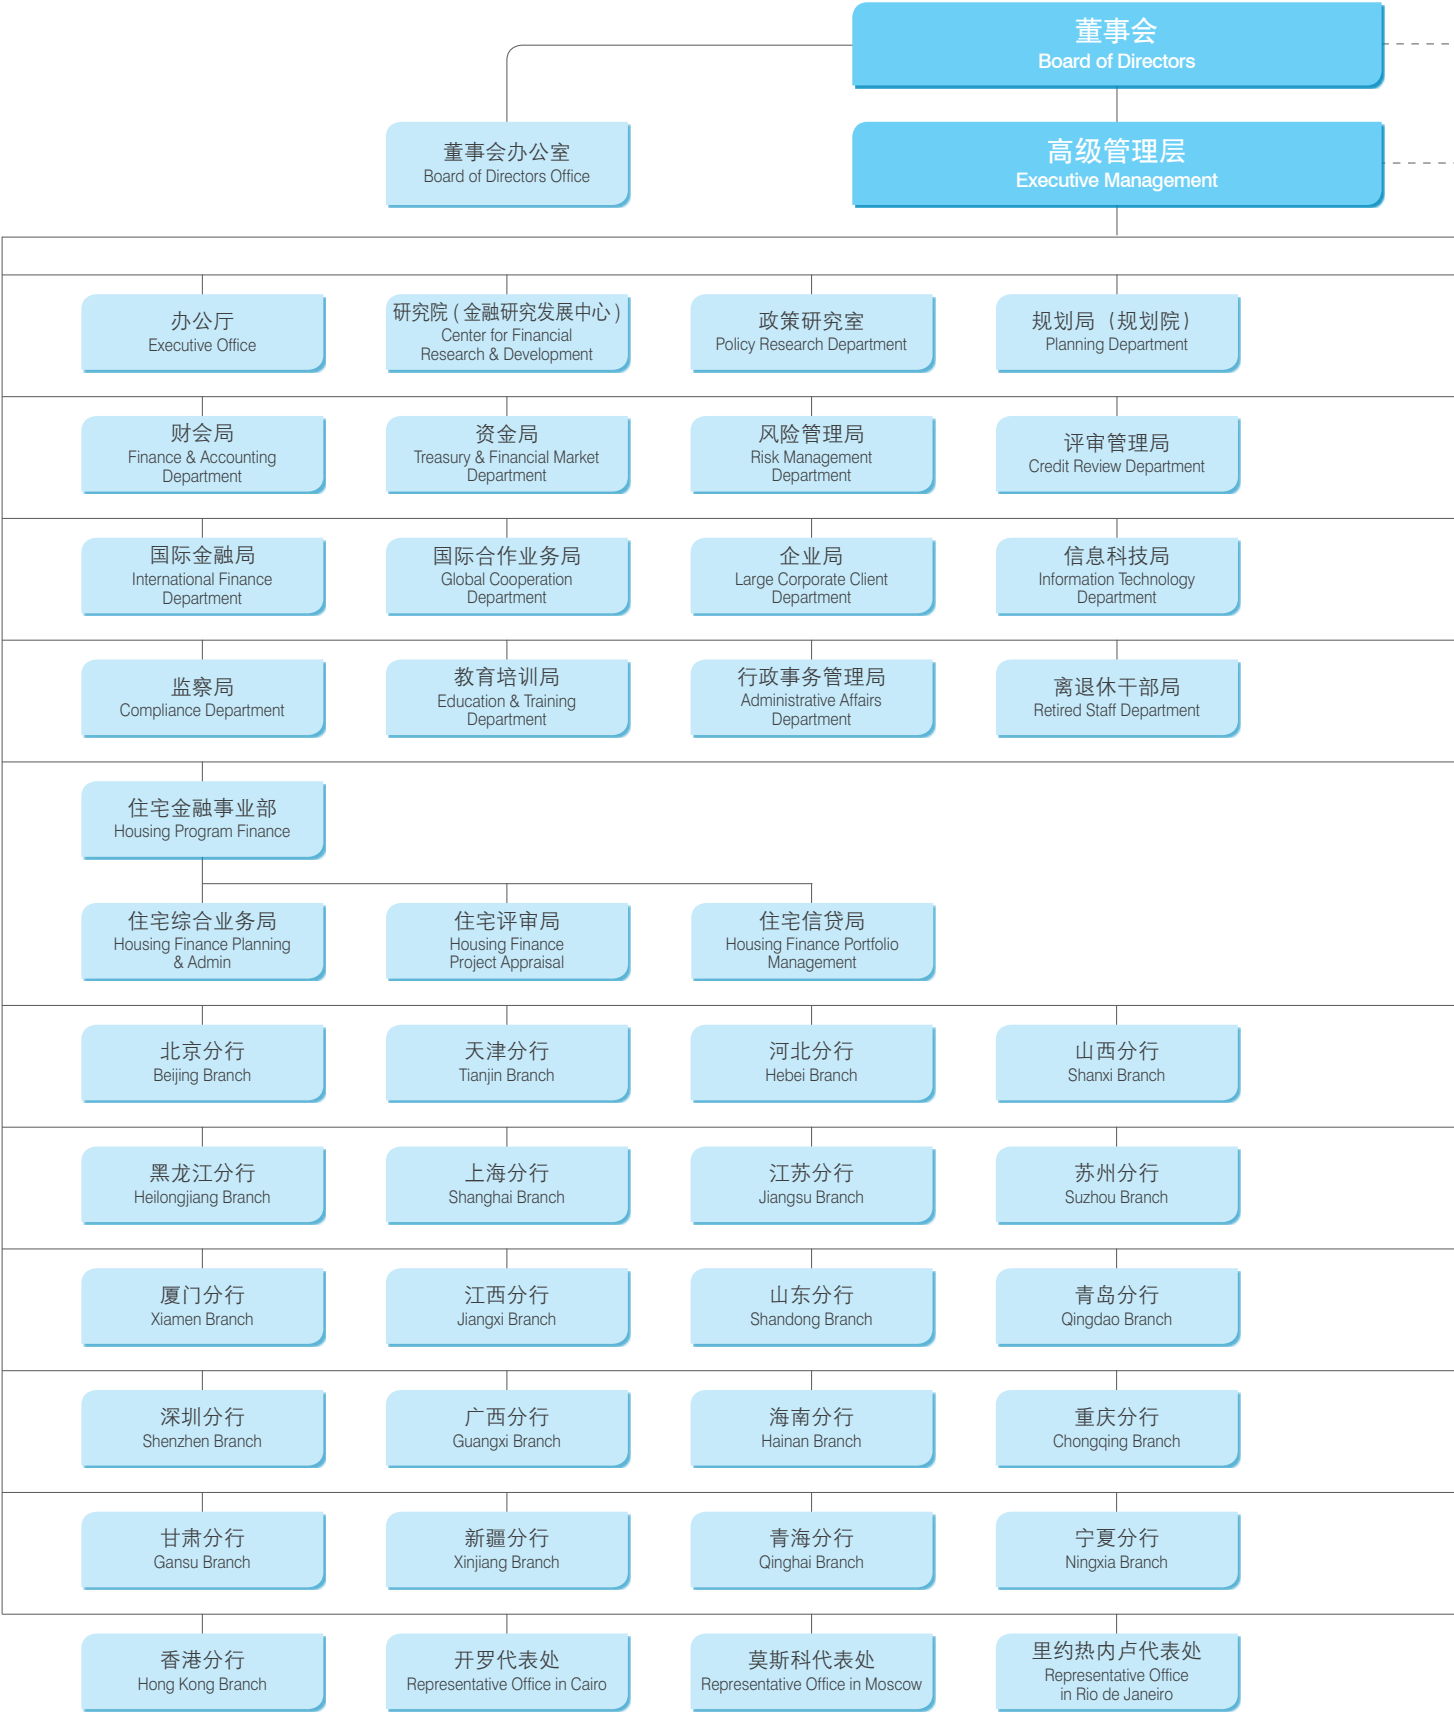 董事会
Board of Directors
董事会办公室
Board of Directors Office
高级管理层
Executive Management
办公厅
Executive Office
研究院 ( 金融研究发展中心 )
Center for Financial
Research & Development
政策研究室
Policy Research Department
规划局（规划院）
Planning Department
财会局
Finance & Accounting
Department
资金局
Treasury & Financial Market
Department
风险管理局
Risk Management
Department
评审管理局
Credit Review Department
国际金融局
International Finance
Department
国际合作业务局
Global Cooperation
Department
企业局
Large Corporate Client
Department
信息科技局
Information Technology
Department
监察局
Compliance Department
教育培训局
Education & Training
Department
行政事务管理局
Administrative Affairs
Department
离退休干部局
Retired Staff Department
住宅金融事业部
Housing Program Finance
住宅综合业务局
Housing Finance Planning
& Admin
住宅评审局
Housing Finance
Project Appraisal
住宅信贷局
Housing Finance Portfolio
Management
北京分行
Beijing Branch
天津分行
Tianjin Branch
河北分行
Hebei Branch
山西分行
Shanxi Branch
黑龙江分行
Heilongjiang Branch
上海分行
Shanghai Branch
江苏分行
Jiangsu Branch
苏州分行
Suzhou Branch
厦门分行
Xiamen Branch
江西分行
Jiangxi Branch
山东分行
Shandong Branch
青岛分行
Qingdao Branch
深圳分行
Shenzhen Branch
广西分行
Guangxi Branch
海南分行
Hainan Branch
重庆分行
Chongqing Branch
甘肃分行
Gansu Branch
新疆分行
Xinjiang Branch
青海分行
Qinghai Branch
宁夏分行
Ningxia Branch
香港分行
Hong Kong Branch
开罗代表处
Representative Office in Cairo
莫斯科代表处
Representative Office in Moscow
里约热内卢代表处
Representative Office
in Rio de Janeiro